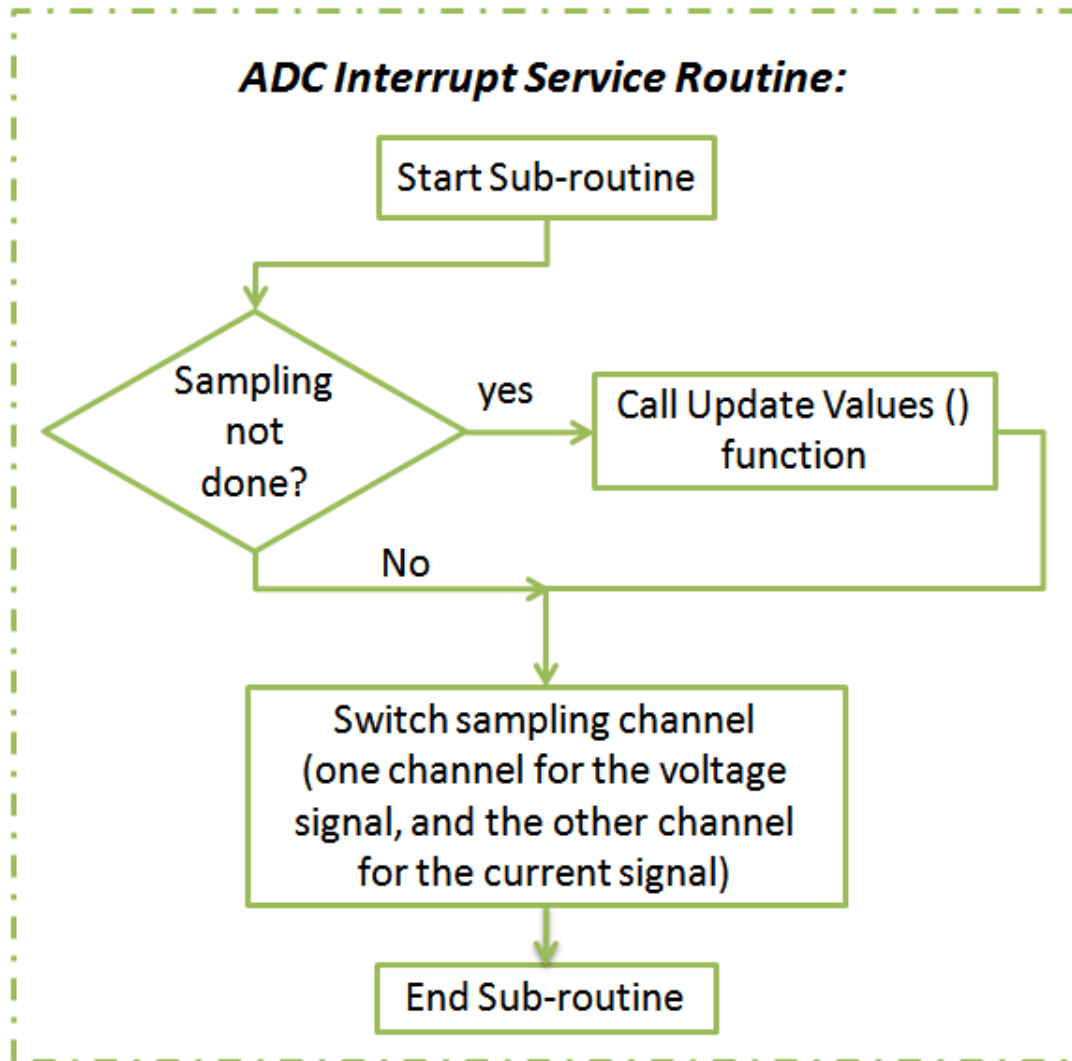 ADC Interrupt Service Routine:
Start Sub-routine
Sampling
not
done?
yes
Call Update Values ()
function
No
Switch sampling channel
(one channel for the voltage
signal, and the other channel
for the current signal)
End Sub-routine